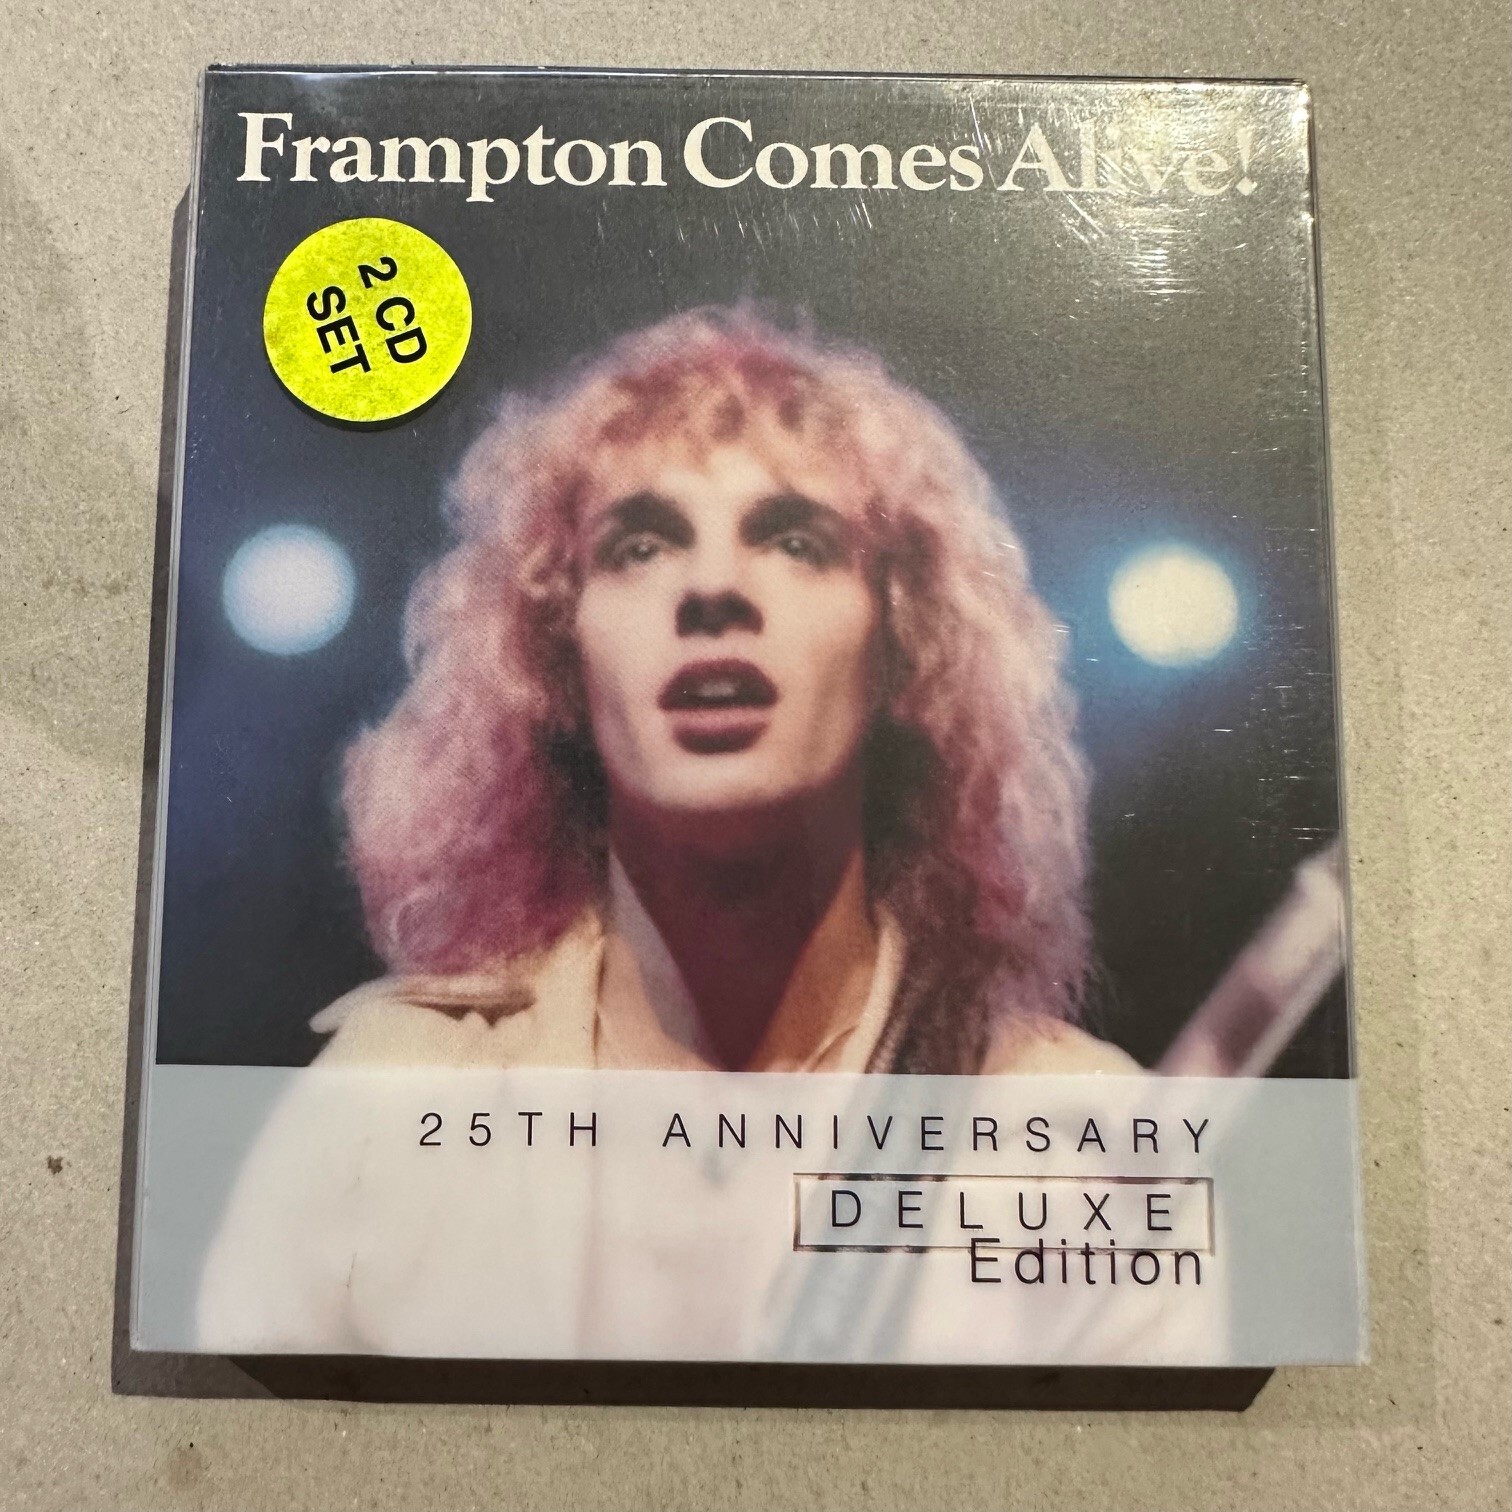 Frampton Comes Alive!
2 CD
SET
25TH ANNIVERSARY
DELUXE
Edition